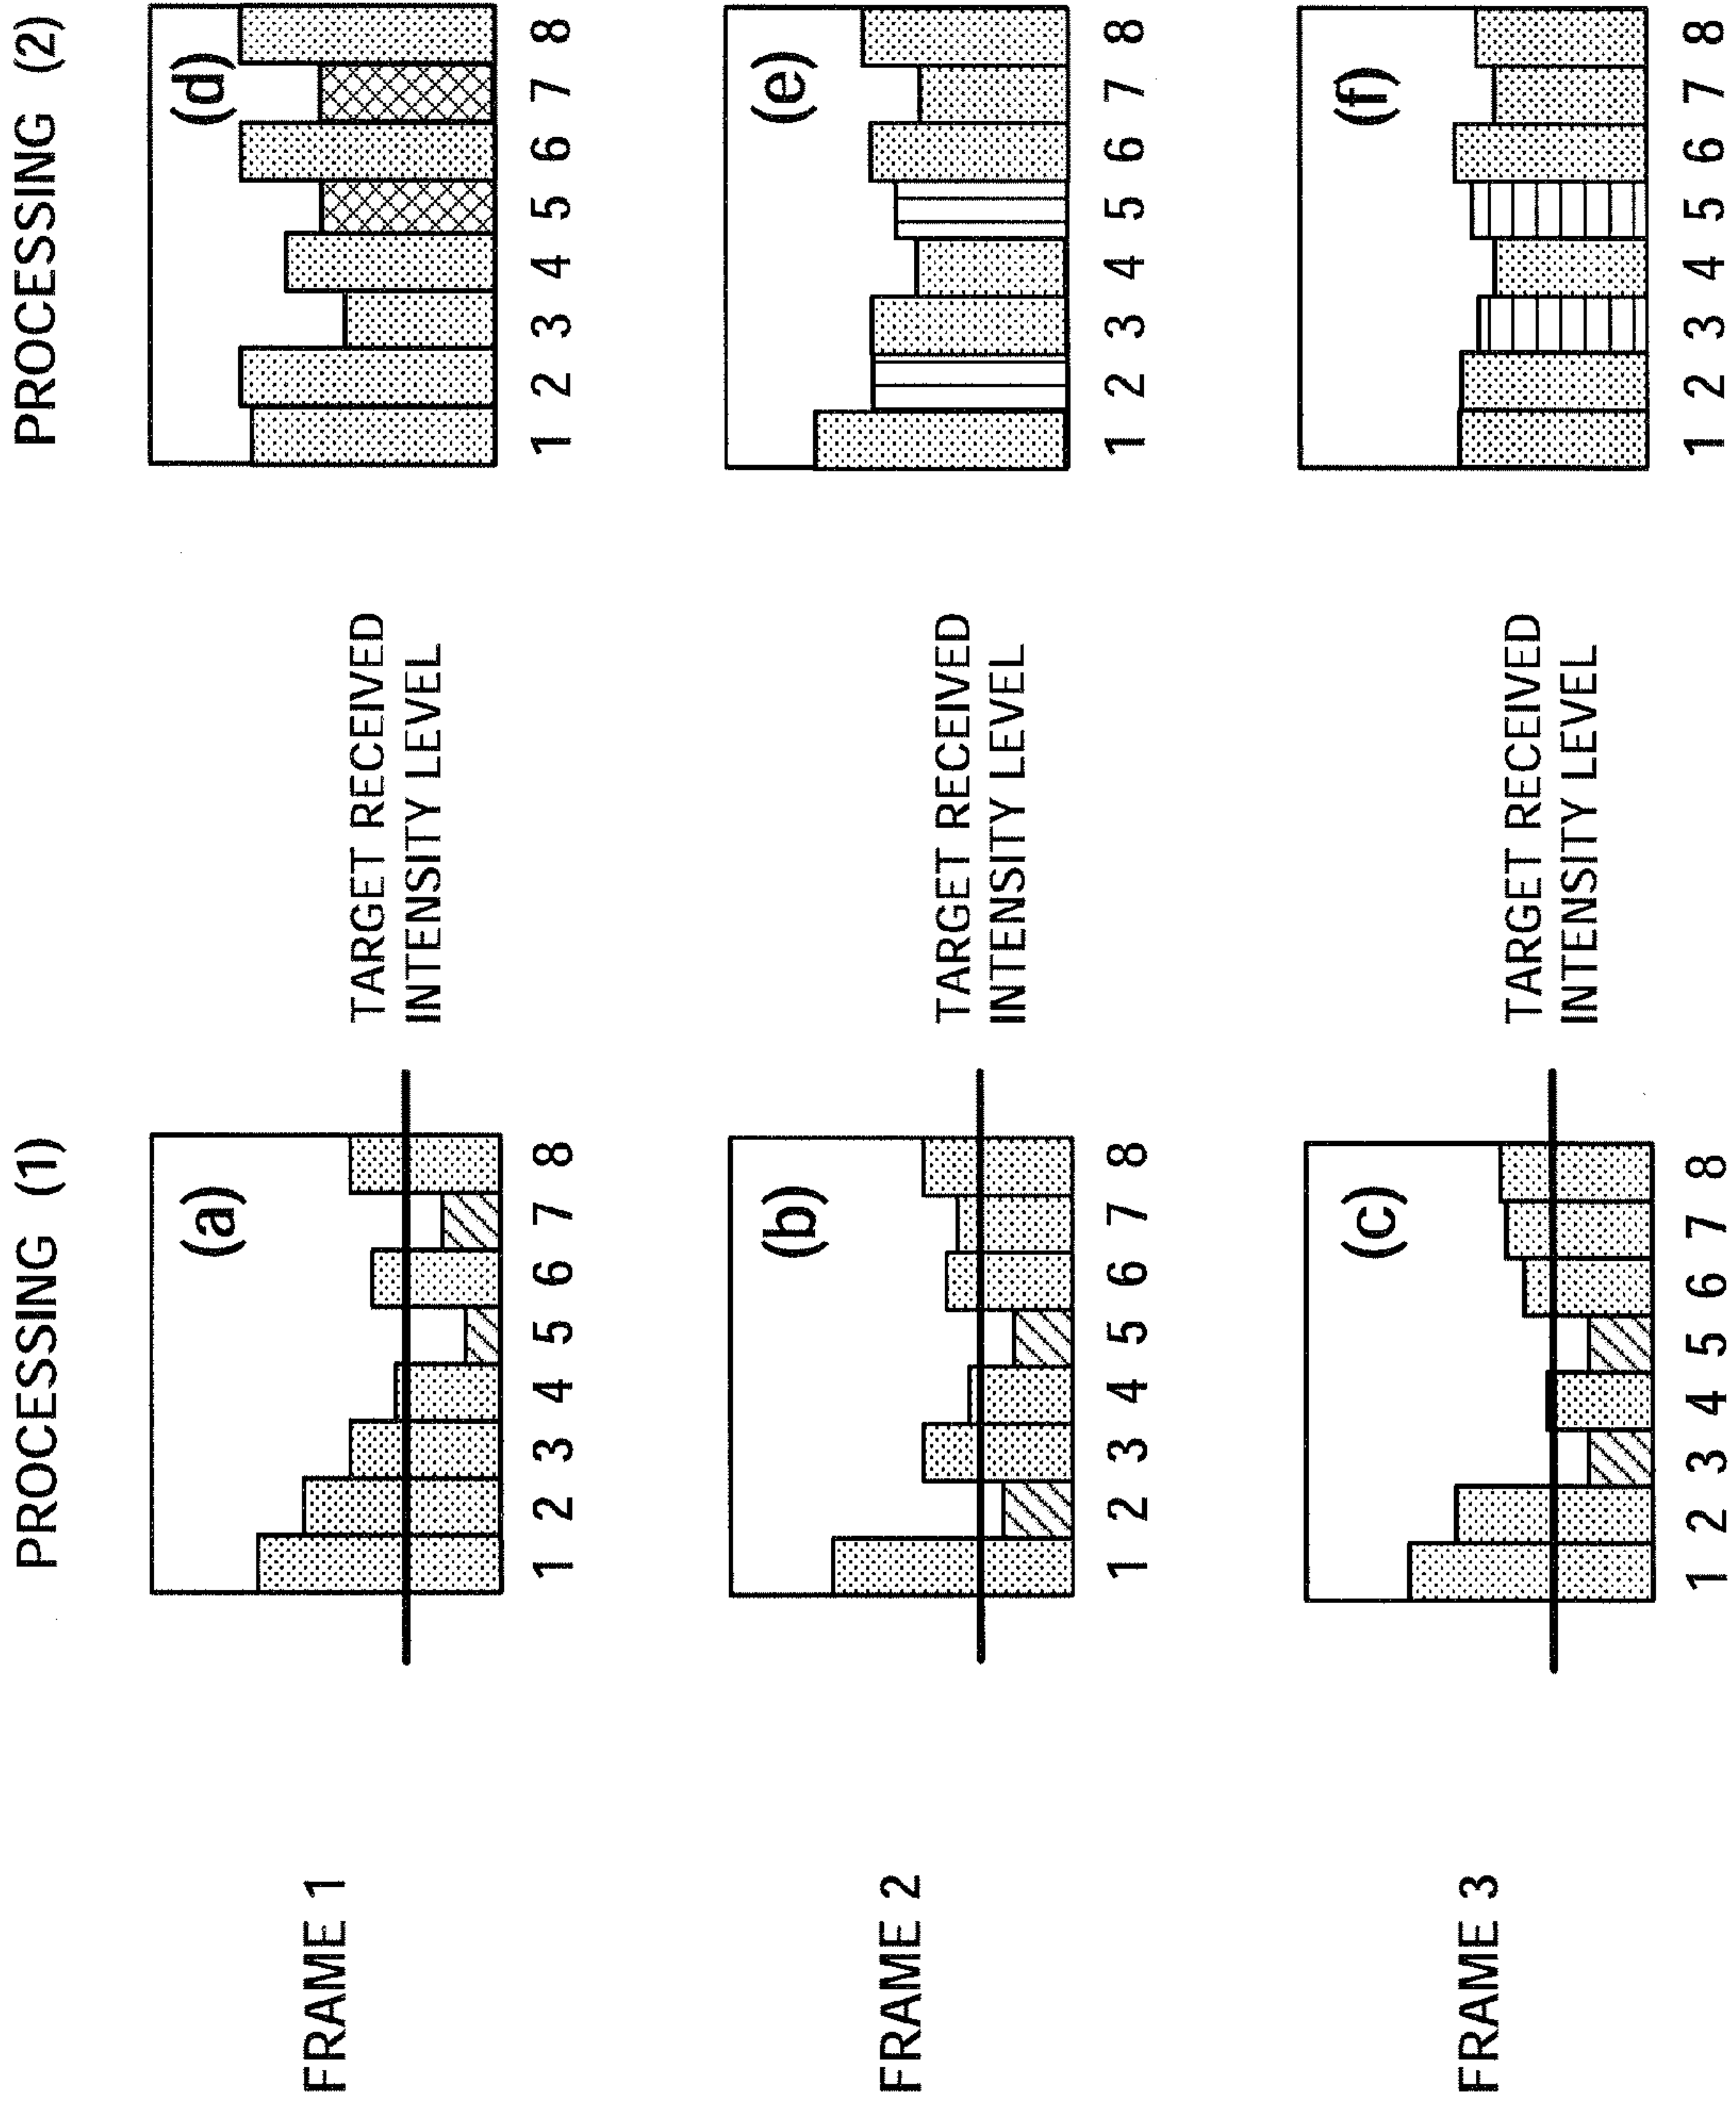 PROCESSING (1)
PROCESSING (2)
FRAME 1
(a)
1 2 3 4 5 6 7 8
TARGET RECEIVED
INTENSITY LEVEL
(d)
1 2 3 4 5 6 7 8
FRAME 2
(b)
1 2 3 4 5 6 7 8
TARGET RECEIVED
INTENSITY LEVEL
(e)
1 2 3 4 5 6 7 8
FRAME 3
(c)
1 2 3 4 5 6 7 8
TARGET RECEIVED
INTENSITY LEVEL
(f)
1 2 3 4 5 6 7 8